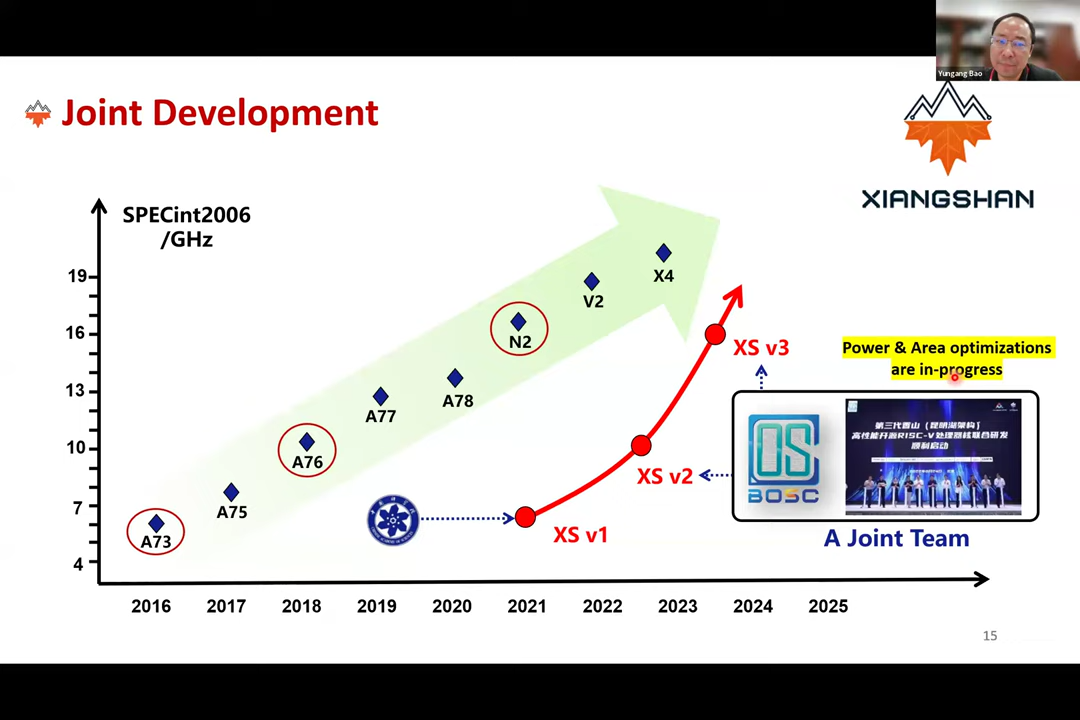 Yungang Bao
Joint Development
XIANGSHAN
SPECint2006
/GHz
19
16
13
10
7
4
X4
V2
N2
A78
A77
A76
A75
A73
XS v3
XS v2
XS v1
Power & Area optimizations
are in-progress
BOSC
第三代香山（昆明湖架构）
高性能开源RISC-V处理器核联合研发
顺利启动
A Joint Team
2016 2017 2018 2019 2020 2021 2022 2023 2024 2025
15